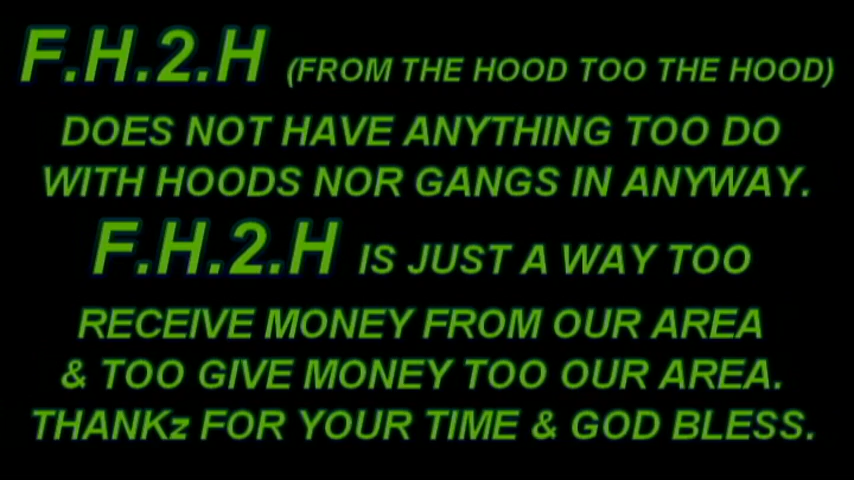 F.H.2.H (FROM THE HOOD TOO THE HOOD)
DOES NOT HAVE ANYTHING TOO DO
WITH HOODS NOR GANGS IN ANYWAY.
F.H.2.H IS JUST A WAY TOO
RECEIVE MONEY FROM OUR AREA
& TOO GIVE MONEY TOO OUR AREA.
THANKz FOR YOUR TIME & GOD BLESS.